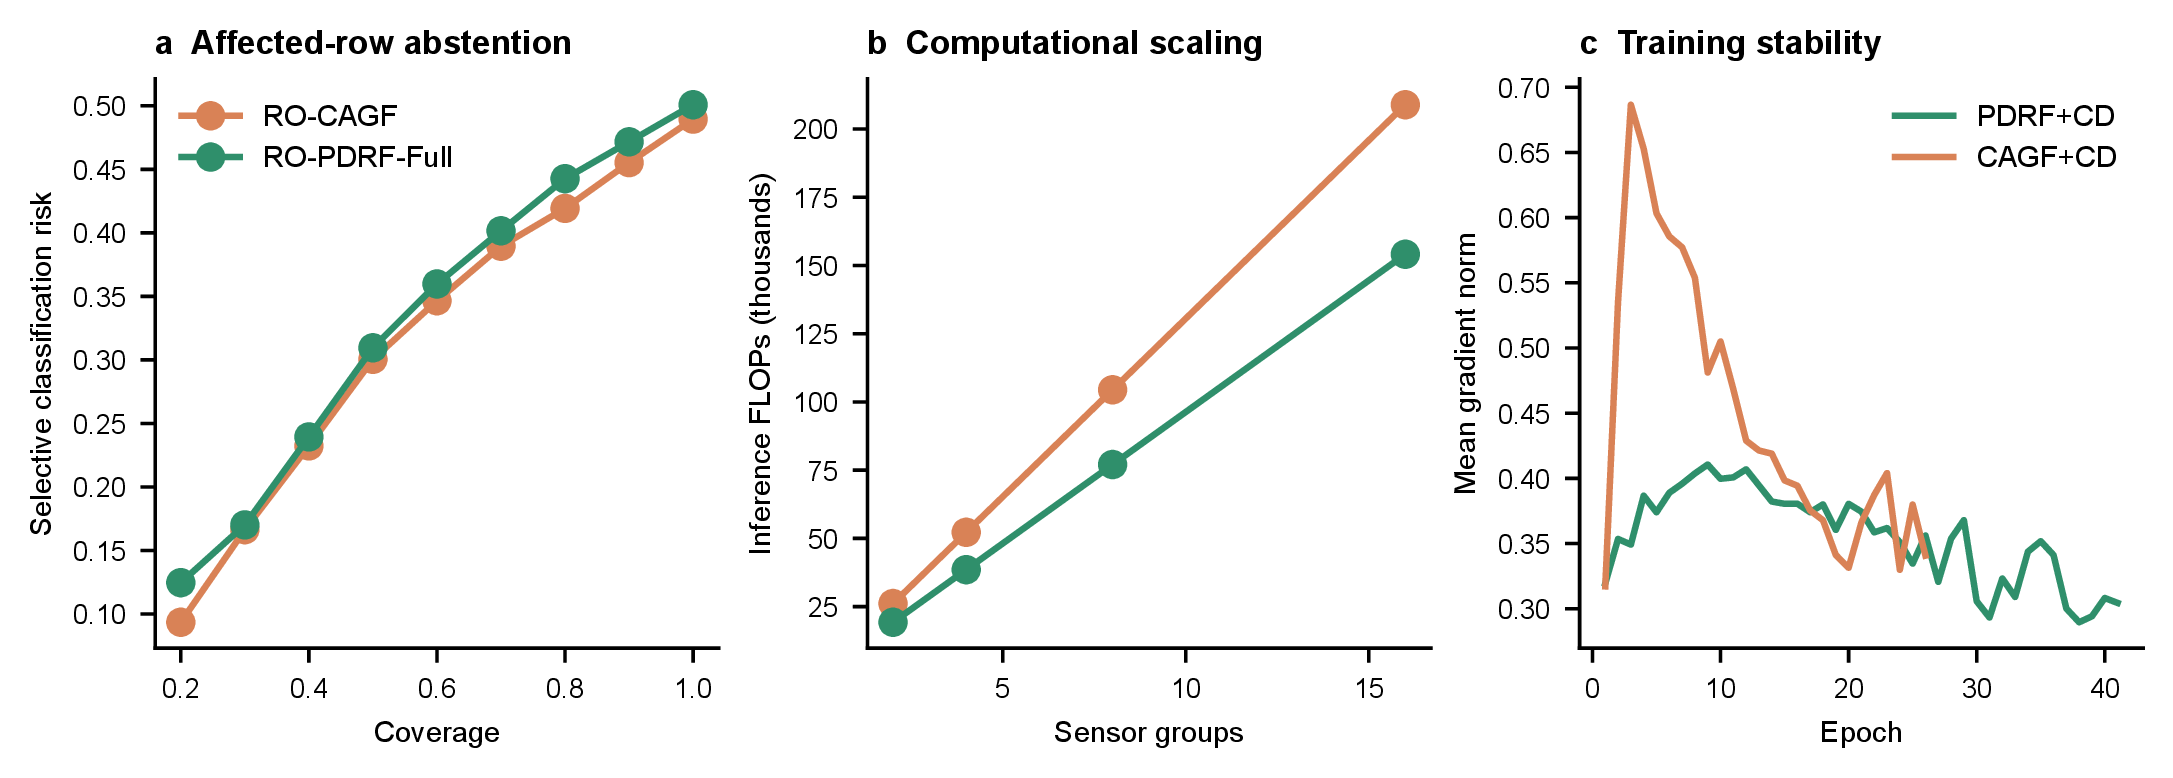 a Affected-row abstention
RO-CAGF
RO-PDRF-Full
Selective classification risk
0.50
0.45
0.40
0.35
0.30
0.25
0.20
0.15
0.10
0.2 0.4 0.6 0.8 1.0
Coverage
b Computational scaling
Inference FLOPs (thousands)
200
175
150
125
100
75
50
25
5 10 15
Sensor groups
c Training stability
PDRF+CD
CAGF+CD
Mean gradient norm
0.70
0.65
0.60
0.55
0.50
0.45
0.40
0.35
0.30
0 10 20 30 40
Epoch